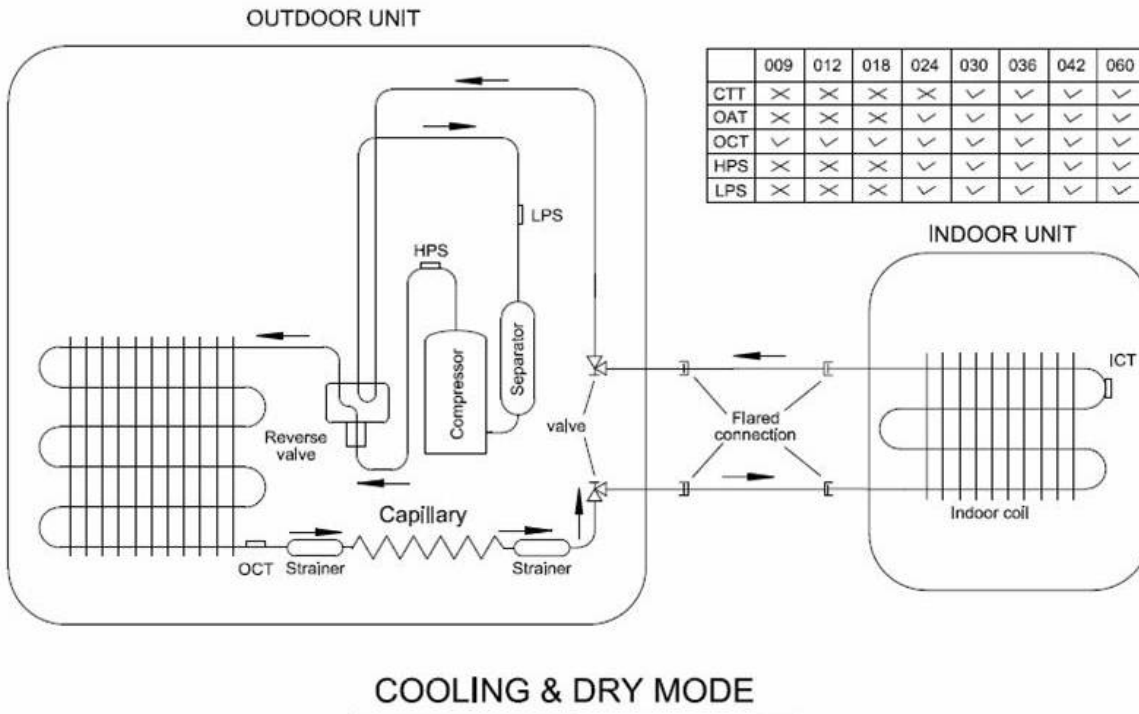 OUTDOOR UNIT
009 012 018 024 030 036 042 060
CTT × × × × ✓ ✓ ✓ ✓
OAT × × × ✓ ✓ ✓ ✓ ✓
OCT ✓ ✓ ✓ ✓ ✓ ✓ ✓ ✓
HPS × × × ✓ ✓ ✓ ✓ ✓
LPS × × × ✓ ✓ ✓ ✓ ✓
LPS
HPS
INDOOR UNIT
Compressor
Separator
ICT
Reverse
valve
valve
Flared
connection
Capillary
Indoor coil
OCT
Strainer
Strainer
COOLING & DRY MODE